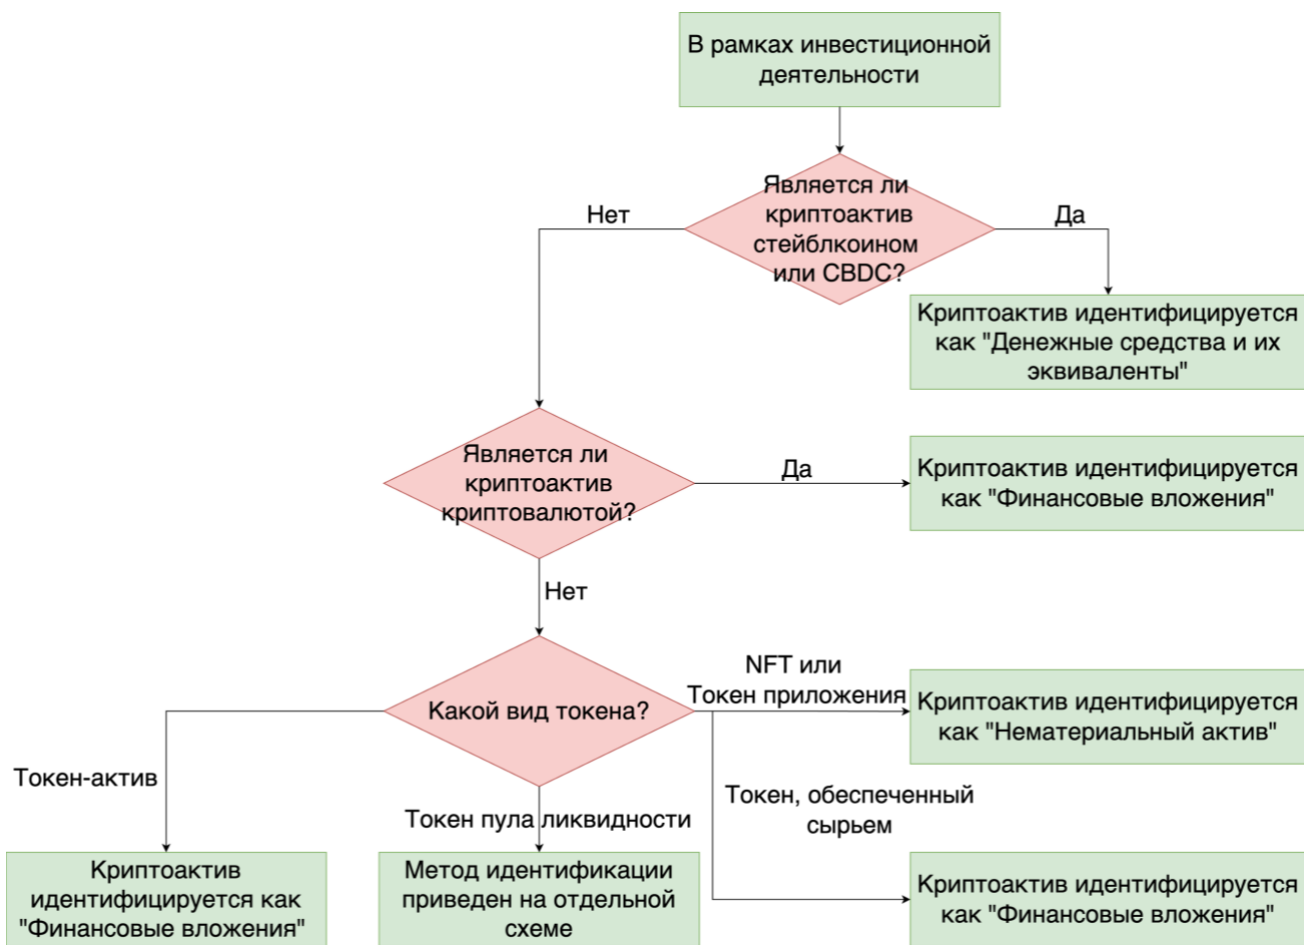 В рамках инвестиционной
деятельности
Является ли
криптоактив
стейблкоином
или CBDC?
Нет
Да
Криптоактив идентифицируется
как "Денежные средства и их
эквиваленты"
Является ли
криптоактив
криптовалютой?
Да
Криптоактив идентифицируется
как "Финансовые вложения"
Нет
Какой вид токена?
NFT или
Токен приложения
Криптоактив идентифицируется
как "Нематериальный актив"
Токен-актив
Токен пула ликвидности
Токен, обеспеченный
сырьем
Криптоактив
идентифицируется как
"Финансовые вложения"
Метод идентификации
приведен на отдельной
схеме
Криптоактив идентифицируется
как "Финансовые вложения"